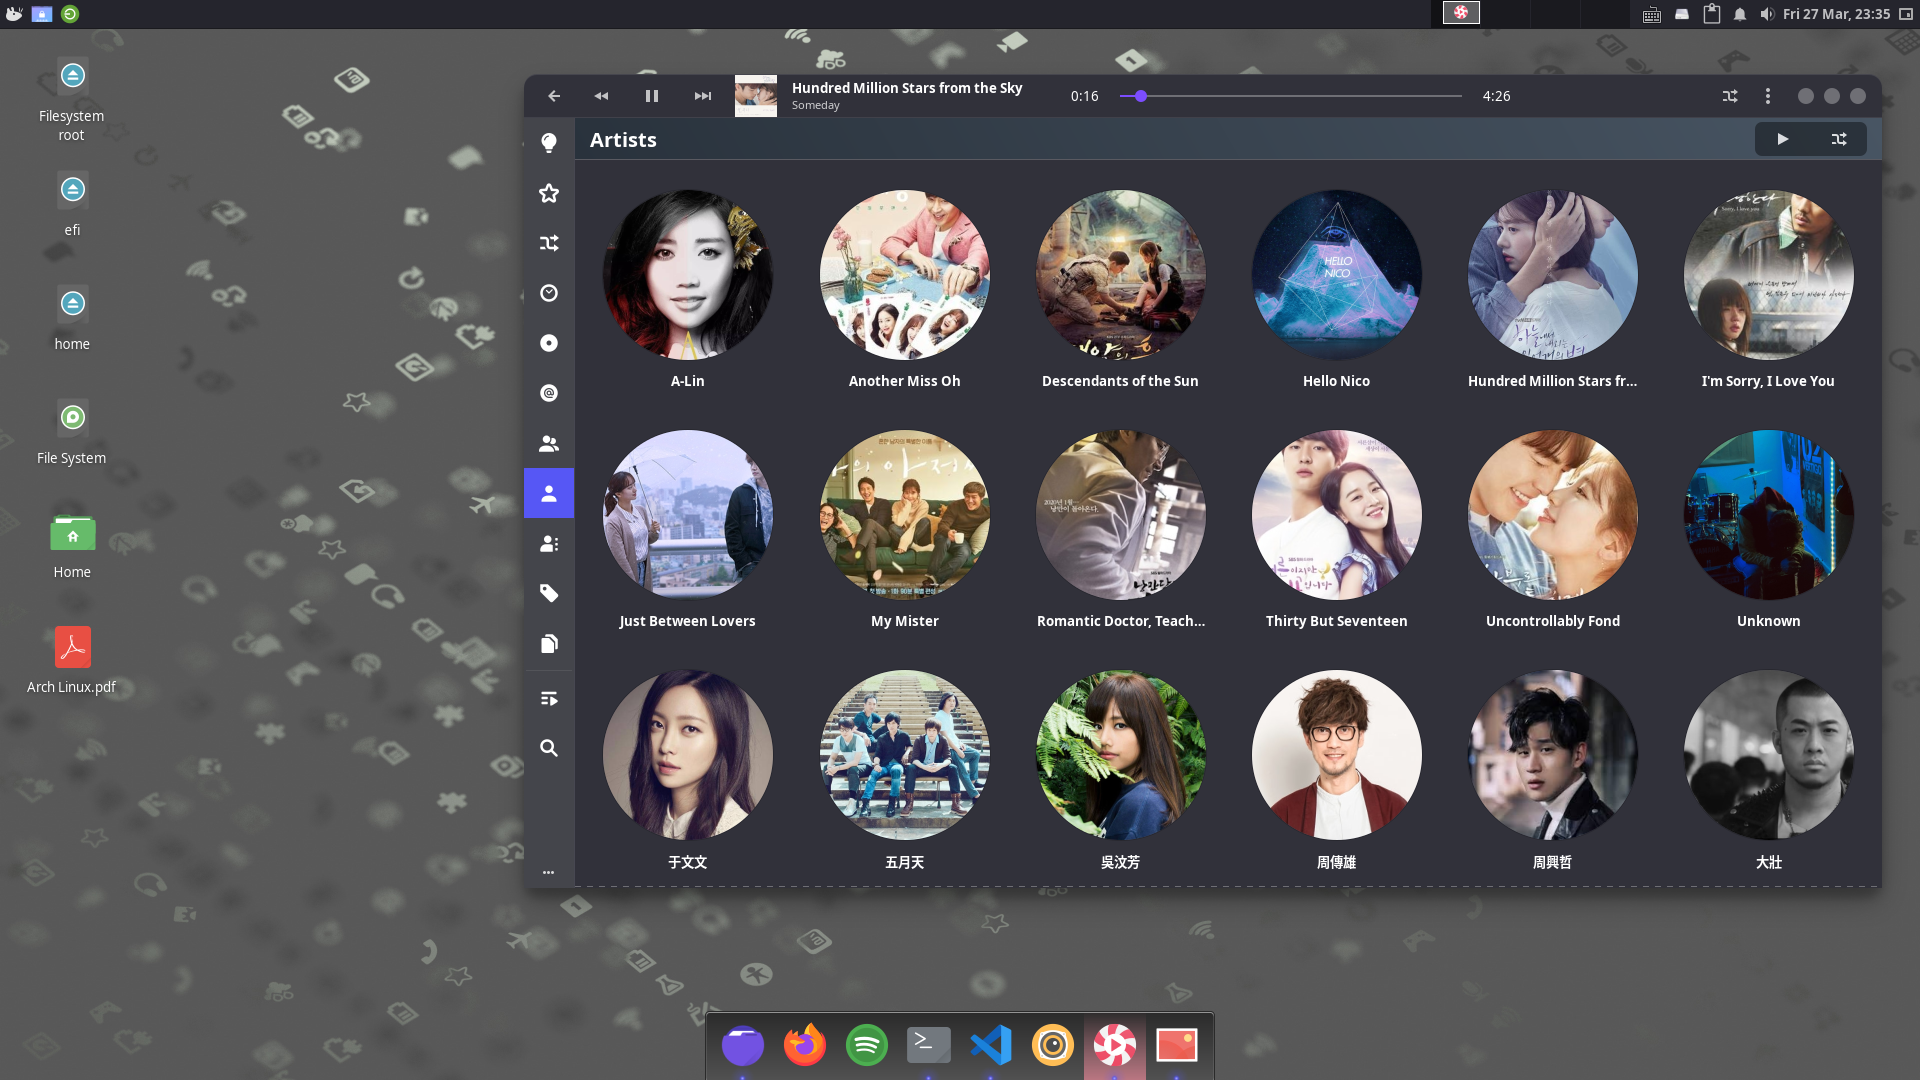 Fri 27 Mar, 23:35
Filesystem
root
efi
home
File System
Home
Arch Linux.pdf
Hundred Million Stars from the Sky
Someday
0:16
4:26
Artists
HELLO
NICO
A-Lin
Another Miss Oh
Descendants of the Sun
Hello Nico
Hundred Million Stars fr...
I'm Sorry, I Love You
Just Between Lovers
My Mister
Romantic Doctor, Teach...
Thirty But Seventeen
Uncontrollably Fond
Unknown
于文文
五月天
吳汶芳
周傳雄
周興哲
大壯